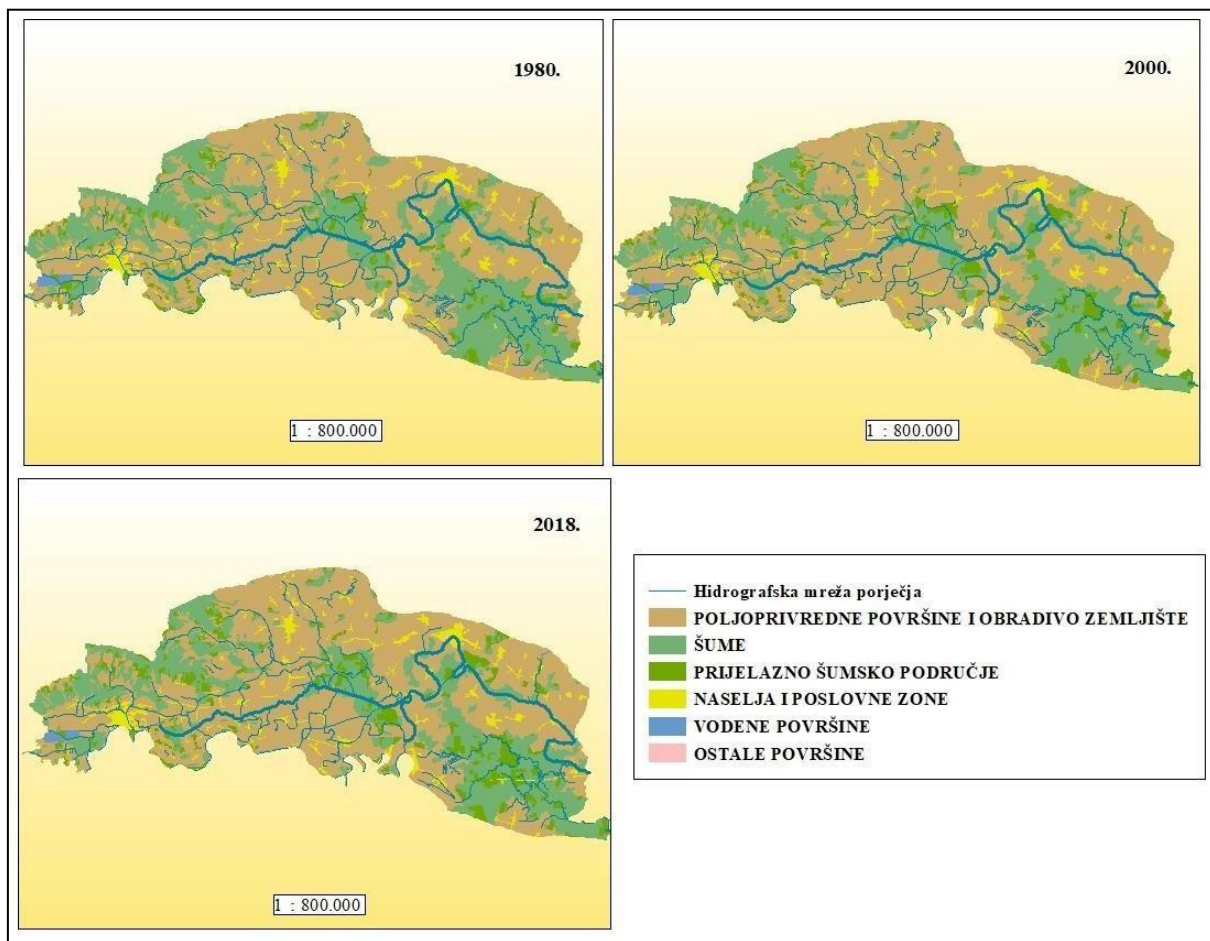 1980.
1 : 800.000
2000.
1 : 800.000
2018.
1 : 800.000
Hidrografska mreža porječja
POLJOPRIVREDNE POVRŠINE I OBRADIVO ZEMLJIŠTE
ŠUME
PRIJELAZNO ŠUMSKO PODRUČJE
NASELJA I POSLOVNE ZONE
VODENE POVRŠINE
OSTALE POVRŠINE